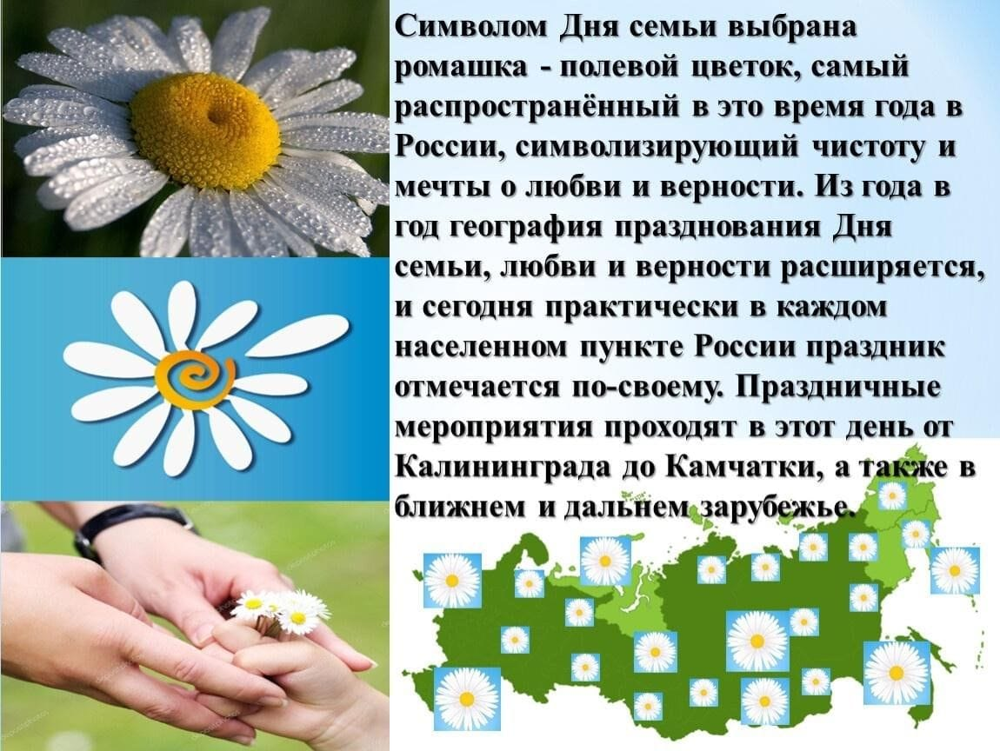 Символом Дня семьи выбрана
ромашка - полевой цветок, самый
распространённый в это время года в
России, символизирующий чистоту и
мечты о любви и верности. Из года в
год география празднования Дня
семьи, любви и верности расширяется,
и сегодня практически в каждом
населенном пункте России праздник
отмечается по-своему. Праздничные
мероприятия проходят в этот день от
Калининграда до Камчатки, а также в
ближнем и дальнем зарубежье.